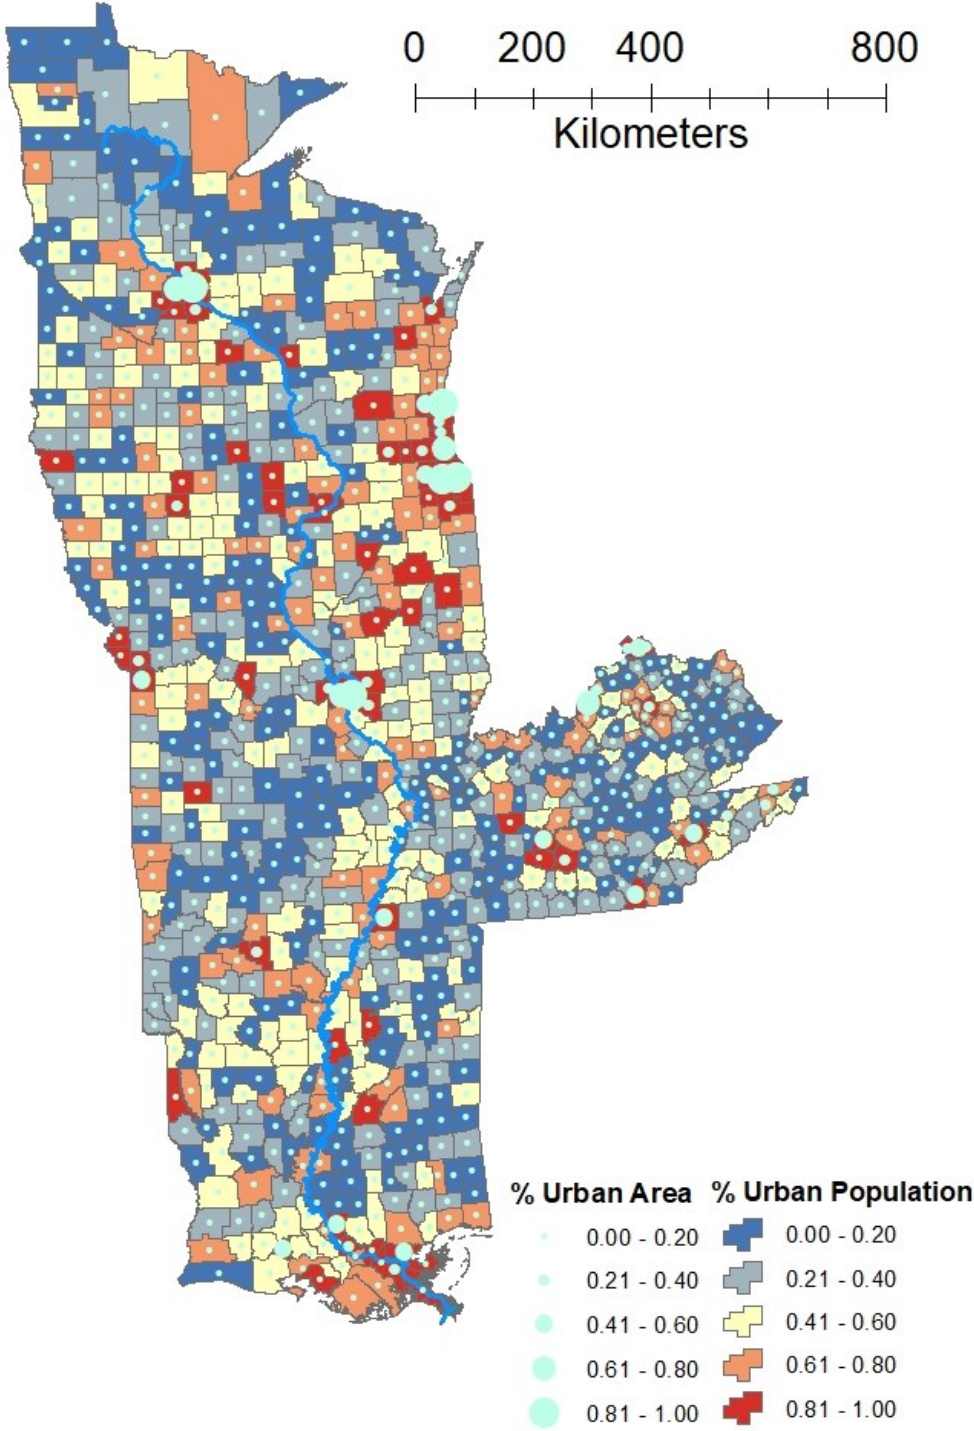 0 200 400 800
Kilometers
% Urban Area % Urban Population
0.00 - 0.20 0.00 - 0.20
0.21 - 0.40 0.21 - 0.40
0.41 - 0.60 0.41 - 0.60
0.61 - 0.80 0.61 - 0.80
0.81 - 1.00 0.81 - 1.00